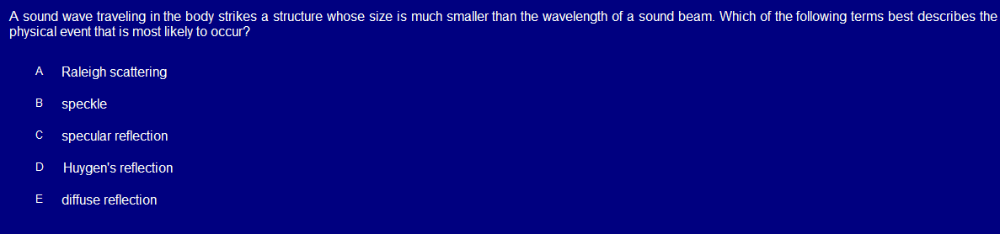 A sound wave traveling in the body strikes a structure whose size is much smaller than the wavelength of a sound beam. Which of the following terms best describes the
physical event that is most likely to occur?
A Raleigh scattering
B speckle
C specular reflection
D Huygen's reflection
E diffuse reflection